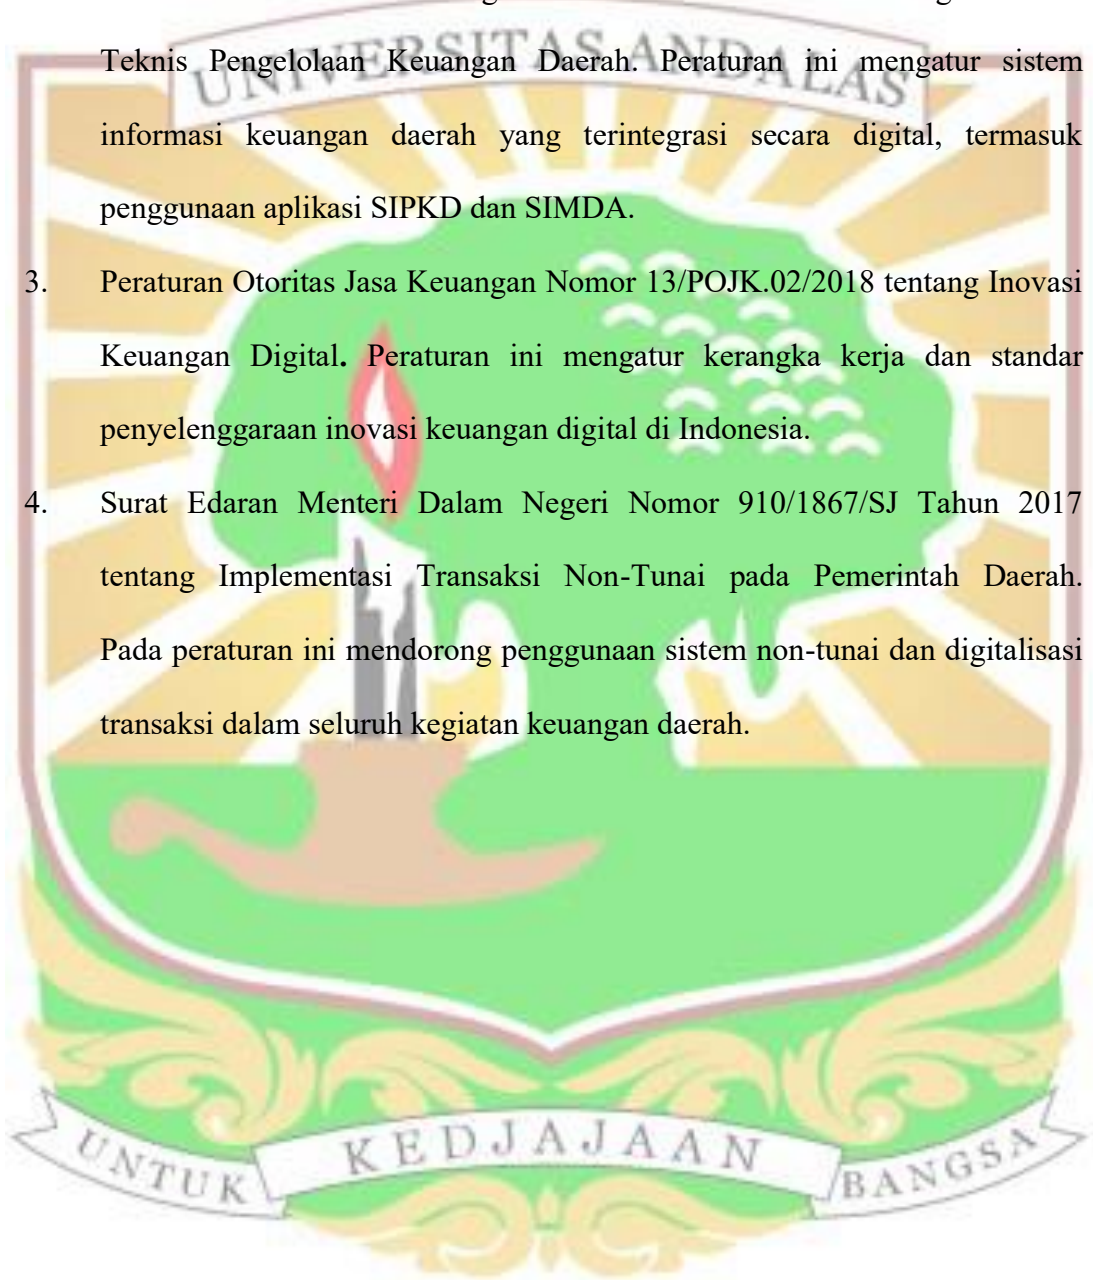 UNIVERSITAS ANDALAS
Teknis Pengelolaan Keuangan Daerah. Peraturan ini mengatur sistem
informasi keuangan daerah yang terintegrasi secara digital, termasuk
penggunaan aplikasi SIPKD dan SIMDA.
3. Peraturan Otoritas Jasa Keuangan Nomor 13/POJK.02/2018 tentang Inovasi
Keuangan Digital. Peraturan ini mengatur kerangka kerja dan standar
penyelenggaraan inovasi keuangan digital di Indonesia.
4. Surat Edaran Menteri Dalam Negeri Nomor 910/1867/SJ Tahun 2017
tentang Implementasi Transaksi Non-Tunai pada Pemerintah Daerah.
Pada peraturan ini mendorong penggunaan sistem non-tunai dan digitalisasi
transaksi dalam seluruh kegiatan keuangan daerah.
UNTUK KEDJAJAAN BANGSA